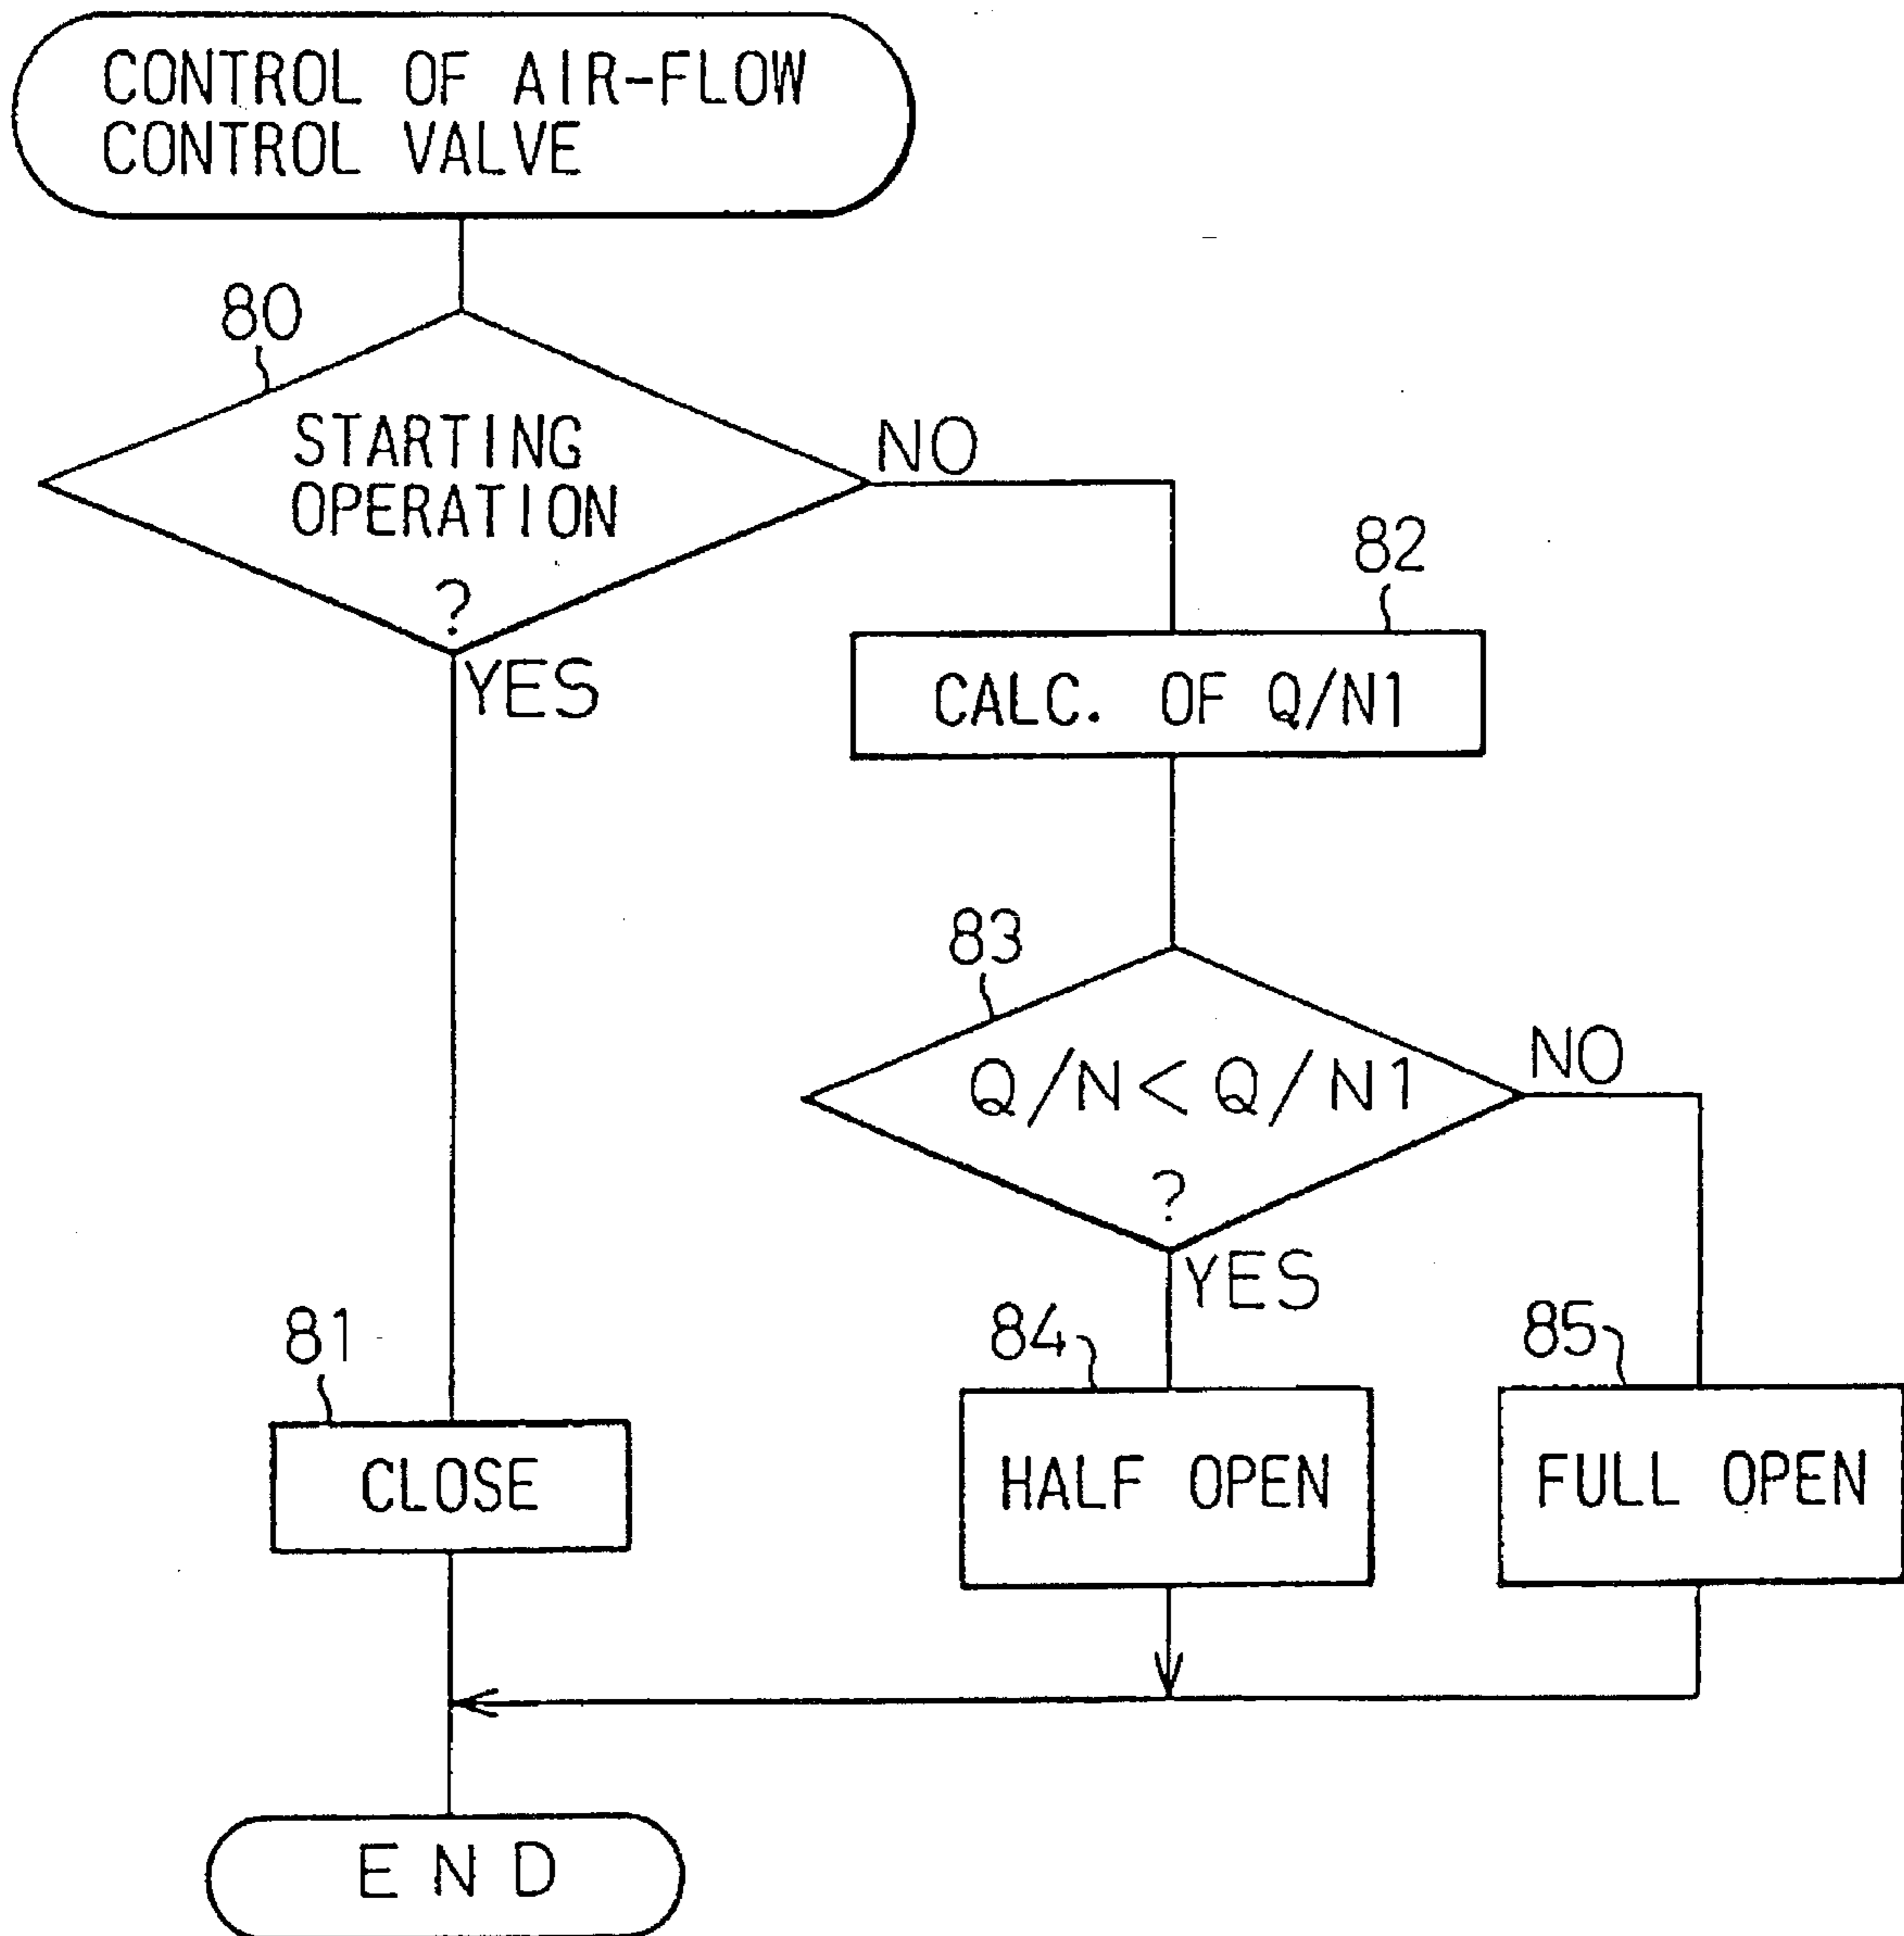 CONTROL OF AIR-FLOW
CONTROL VALVE
80
STARTING
OPERATION
?
NO
YES
82
CALC. OF Q/N1
83
Q/N<Q/N1
?
NO
YES
81
CLOSE
84
HALF OPEN
85
FULL OPEN
END